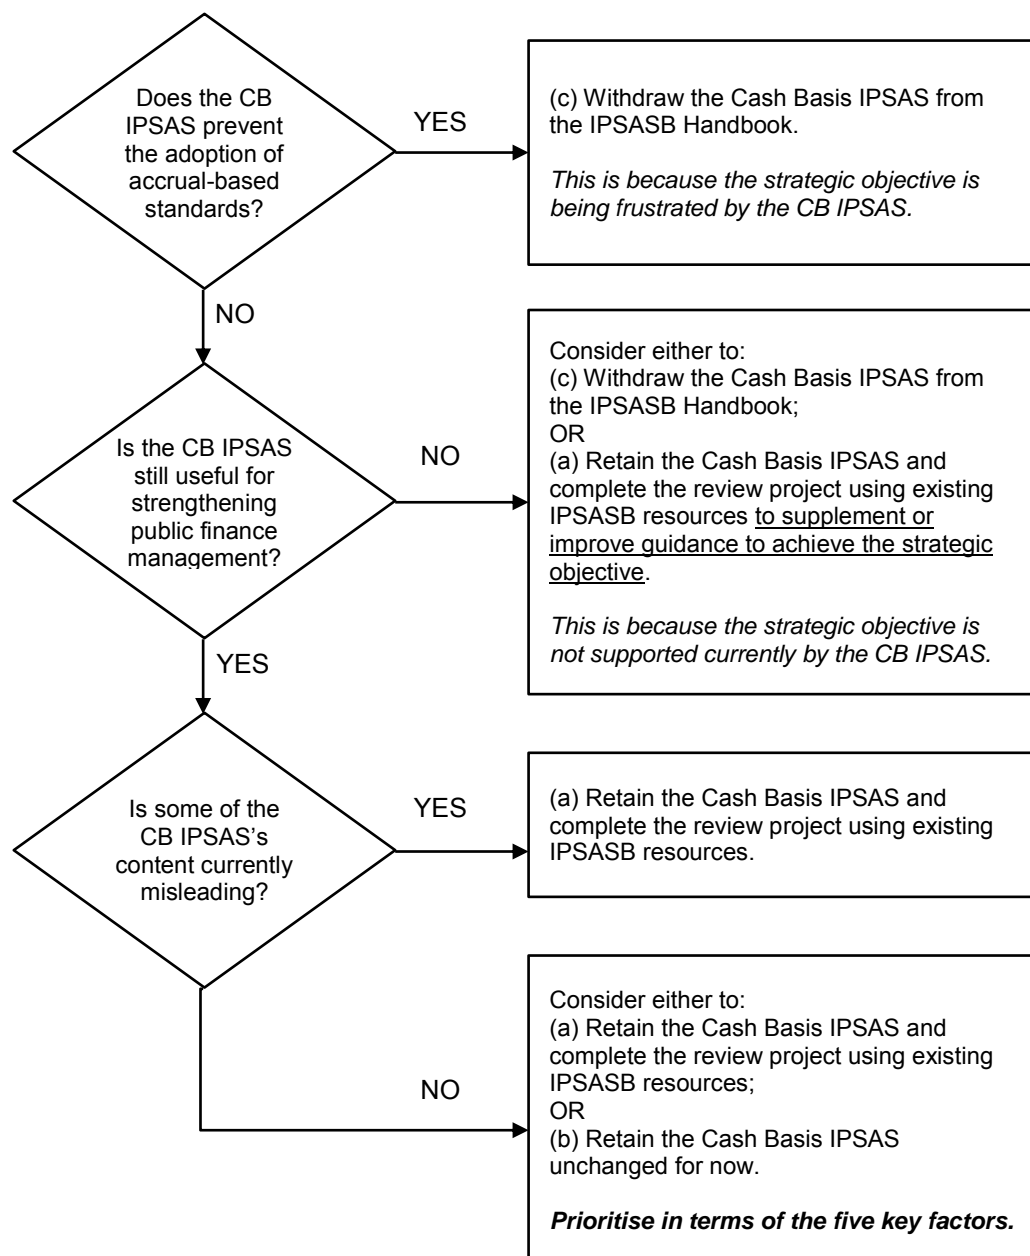 Does the CB
IPSAS prevent
the adoption of
accrual-based
standards?
YES
(c) Withdraw the Cash Basis IPSAS from
the IPSASB Handbook.
This is because the strategic objective is
being frustrated by the CB IPSAS.
NO
Is the CB IPSAS
still useful for
strengthening
public finance
management?
NO
Consider either to:
(c) Withdraw the Cash Basis IPSAS from
the IPSASB Handbook;
OR
(a) Retain the Cash Basis IPSAS and
complete the review project using existing
IPSASB resources to supplement or
improve guidance to achieve the strategic
objective.
This is because the strategic objective is
not supported currently by the CB IPSAS.
YES
Is some of the
CB IPSAS’s
content currently
misleading?
YES
(a) Retain the Cash Basis IPSAS and
complete the review project using existing
IPSASB resources.
NO
Consider either to:
(a) Retain the Cash Basis IPSAS and
complete the review project using existing
IPSASB resources;
OR
(b) Retain the Cash Basis IPSAS
unchanged for now.
Prioritise in terms of the five key factors.